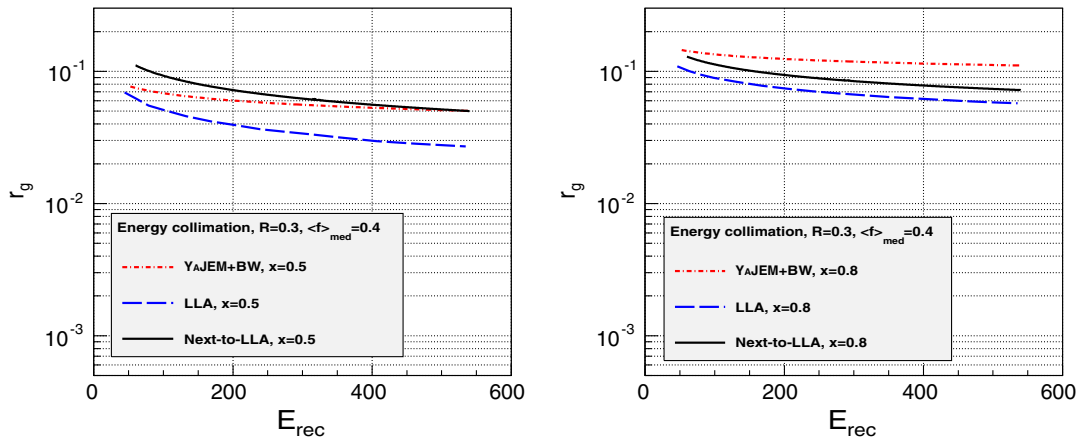 10⁻¹
10⁻²
10⁻³
r_g
0 200 400 600
E_rec
Energy collimation, R=0.3, <f>_med=0.4
YAJEM+BW, x=0.5
LLA, x=0.5
Next-to-LLA, x=0.5
10⁻¹
10⁻²
10⁻³
r_g
0 200 400 600
E_rec
Energy collimation, R=0.3, <f>_med=0.4
YAJEM+BW, x=0.8
LLA, x=0.8
Next-to-LLA, x=0.8